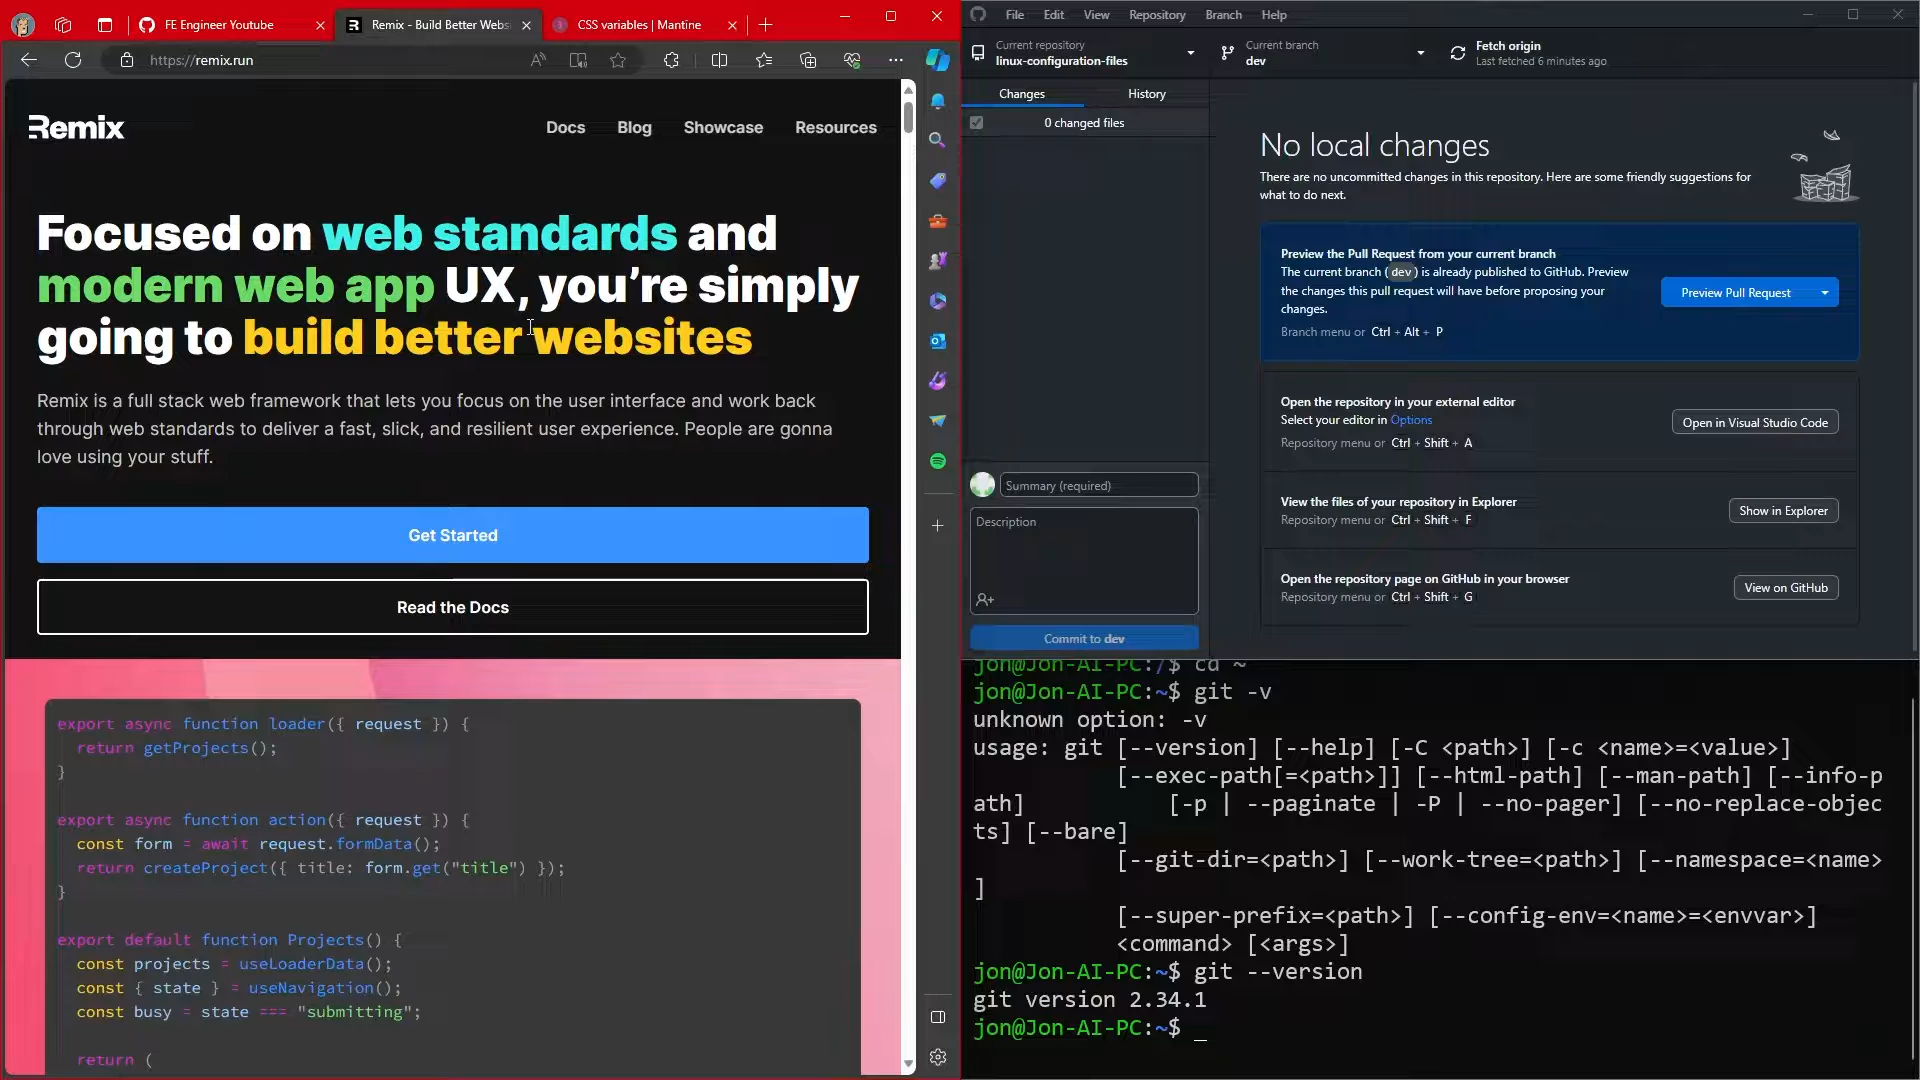 FE Engineer Youtube
Remix - Build Better Webs
CSS variables | Mantine
https://remix.run
Remix
Docs
Blog
Showcase
Resources
Focused on web standards and
modern web app UX, you’re simply
going to build better websites
Remix is a full stack web framework that lets you focus on the user interface and work back
through web standards to deliver a fast, slick, and resilient user experience. People are gonna
love using your stuff.
Get Started
Read the Docs
export async function loader({ request }) {
return getProjects();
}
export async function action({ request }) {
const form = await request.formData();
return createProject({ title: form.get("title") });
}
export default function Projects() {
const projects = useLoaderData();
const { state } = useNavigation();
const busy = state === "submitting";
return (
File
Edit
View
Repository
Branch
Help
Current repository
linux-configuration-files
Current branch
dev
Fetch origin
Last fetched 6 minutes ago
Changes
History
0 changed files
No local changes
There are no uncommitted changes in this repository. Here are some friendly suggestions for
what to do next.
Preview the Pull Request from your current branch
The current branch ( dev ) is already published to GitHub. Preview
the changes this pull request will have before proposing your
changes.
Branch menu or Ctrl + Alt + P
Preview Pull Request
Open the repository in your external editor
Select your editor in Options
Repository menu or Ctrl + Shift + A
Open in Visual Studio Code
View the files of your repository in Explorer
Repository menu or Ctrl + Shift + F
Show in Explorer
Open the repository page on GitHub in your browser
Repository menu or Ctrl + Shift + G
View on GitHub
Summary (required)
Description
Commit to dev
jon@Jon-AI-PC:/$ cd ~
jon@Jon-AI-PC:~$ git -v
unknown option: -v
usage: git [--version] [--help] [-C <path>] [-c <name>=<value>]
[--exec-path[=<path>]] [--html-path] [--man-path] [--info-p
ath] [-p | --paginate | -P | --no-pager] [--no-replace-objec
ts] [--bare]
[--git-dir=<path>] [--work-tree=<path>] [--namespace=<name>
]
[--super-prefix=<path>] [--config-env=<name>=<envvar>]
<command> [<args>]
jon@Jon-AI-PC:~$ git --version
git version 2.34.1
jon@Jon-AI-PC:~$ _